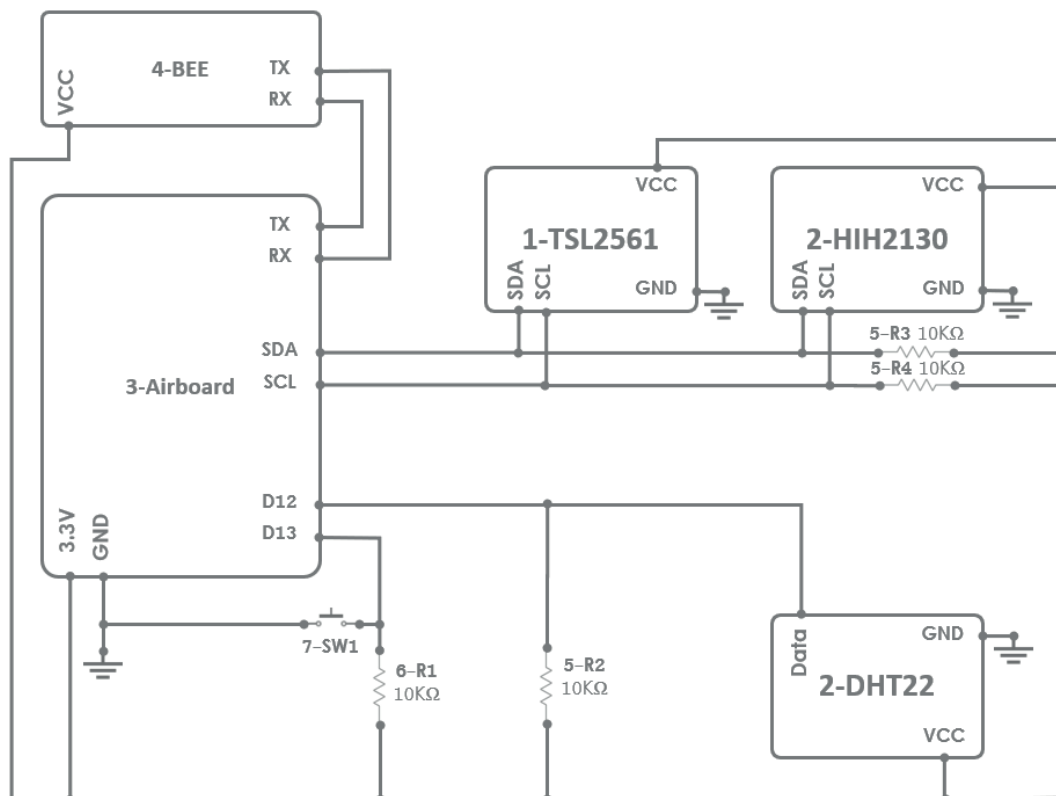 4-BEE
TX
RX
VCC
TX
RX
SDA
3-Airboard
SCL
D12
D13
3.3V
GND
VCC
1-TSL2561
SDA
SCL
GND
VCC
2-HIH2130
SDA
SCL
GND
5-R3 10KΩ
5-R4 10KΩ
7-SW1
6-R1
10KΩ
5-R2
10KΩ
Data
GND
2-DHT22
VCC